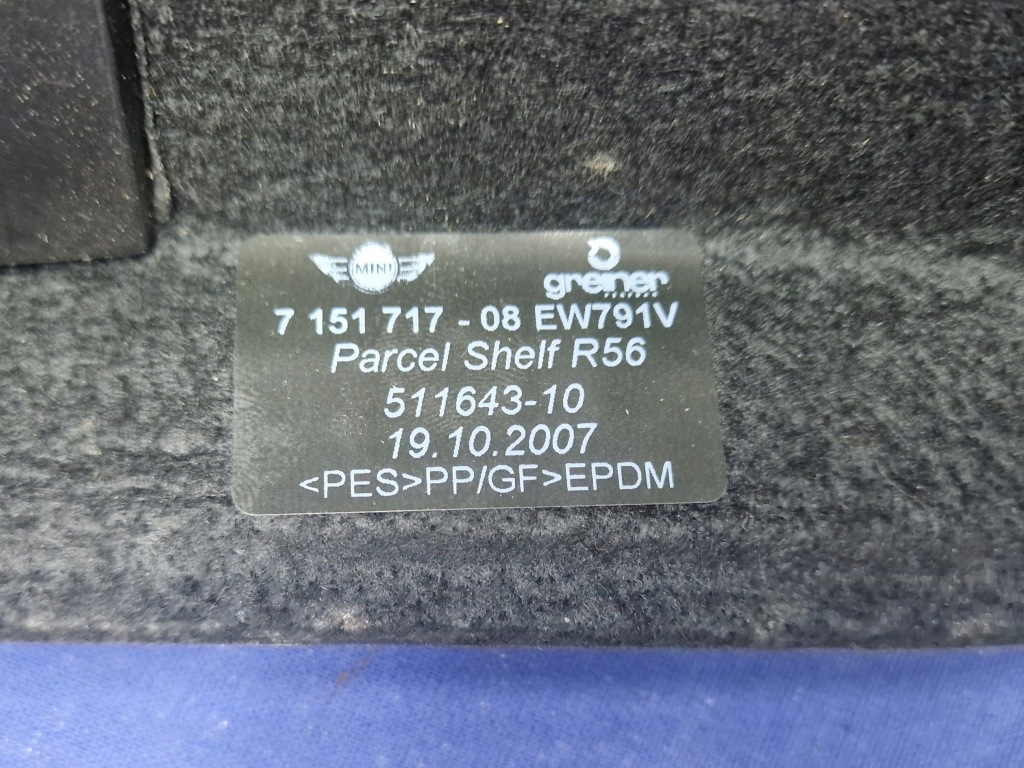 MINI
greiner
7 151 717 - 08 EW791V
Parcel Shelf R56
511643-10
19.10.2007
<PES>PP/GF>EPDM